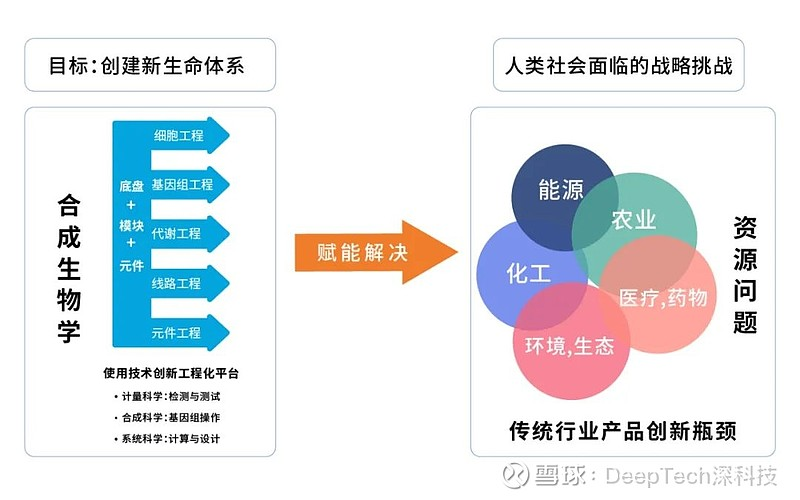 目标:创建新生命体系
合成生物学
底盘
+
模块
+
元件
细胞工程
基因组工程
代谢工程
线路工程
元件工程
使用技术创新工程化平台
• 计量科学:检测与测试
• 合成科学:基因组操作
• 系统科学:计算与设计
赋能解决
人类社会面临的战略挑战
能源
农业
化工
医疗,药物
环境,生态
资源问题
传统行业产品创新瓶颈
雪球:DeepTech深科技